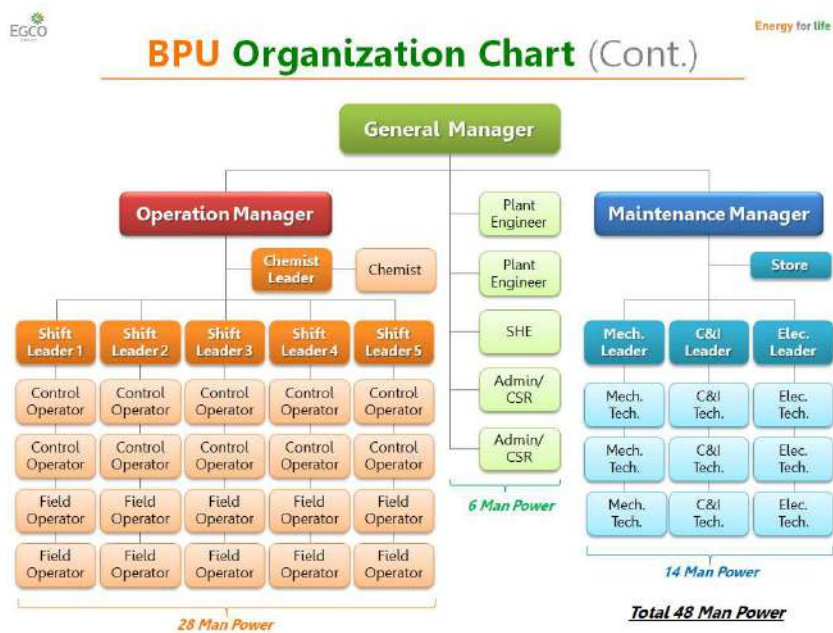 EGCO
Energy for life
BPU Organization Chart (Cont.)
General Manager
Operation Manager
Plant
Engineer
Maintenance Manager
Chemist
Leader
Chemist
Plant
Engineer
Store
Shift
Leader 1
Shift
Leader 2
Shift
Leader 3
Shift
Leader 4
Shift
Leader 5
SHE
Mech.
Leader
C&I
Leader
Elec.
Leader
Control
Operator
Control
Operator
Control
Operator
Control
Operator
Control
Operator
Admin/
CSR
Mech.
Tech.
C&I
Tech.
Elec.
Tech.
Control
Operator
Control
Operator
Control
Operator
Control
Operator
Control
Operator
Admin/
CSR
Mech.
Tech.
C&I
Tech.
Elec.
Tech.
Field
Operator
Field
Operator
Field
Operator
Field
Operator
Field
Operator
6 Man Power
Mech.
Tech.
C&I
Tech.
Elec.
Tech.
Field
Operator
Field
Operator
Field
Operator
Field
Operator
Field
Operator
14 Man Power
28 Man Power
Total 48 Man Power